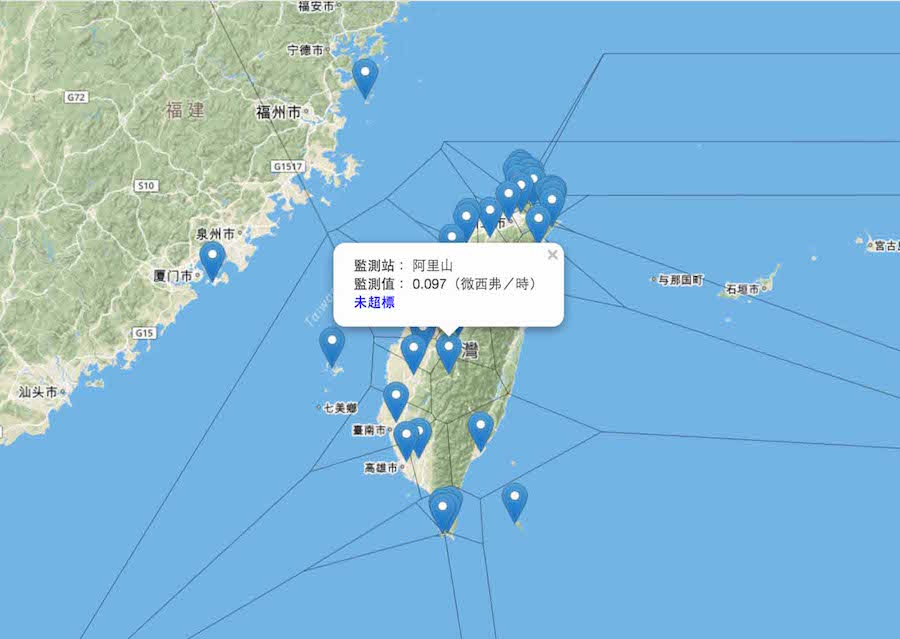 福安市
宁德市
G72
福建
福州市
G1517
S10
泉州市
厦门市
监測站： 阿里山
監測值： 0.097（微西弗／時）
未超標
×
与那国町
石垣市
宮古島
G15
灣
汕头市
七美鄉
臺南市
高雄市